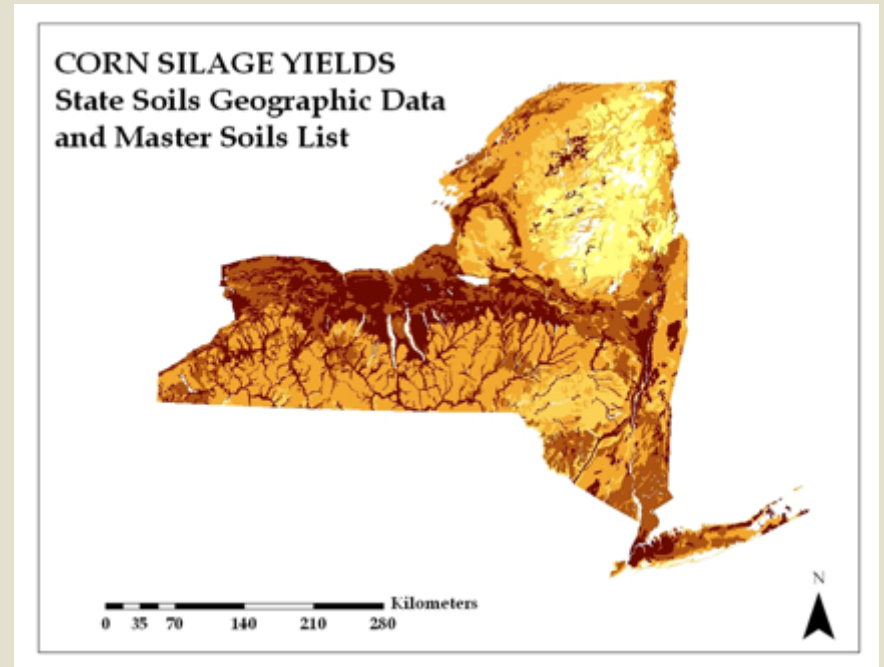 CORN SILAGE YIELDS
State Soils Geographic Data
and Master Soils List
Kilometers
0 35 70 140 210 280
N